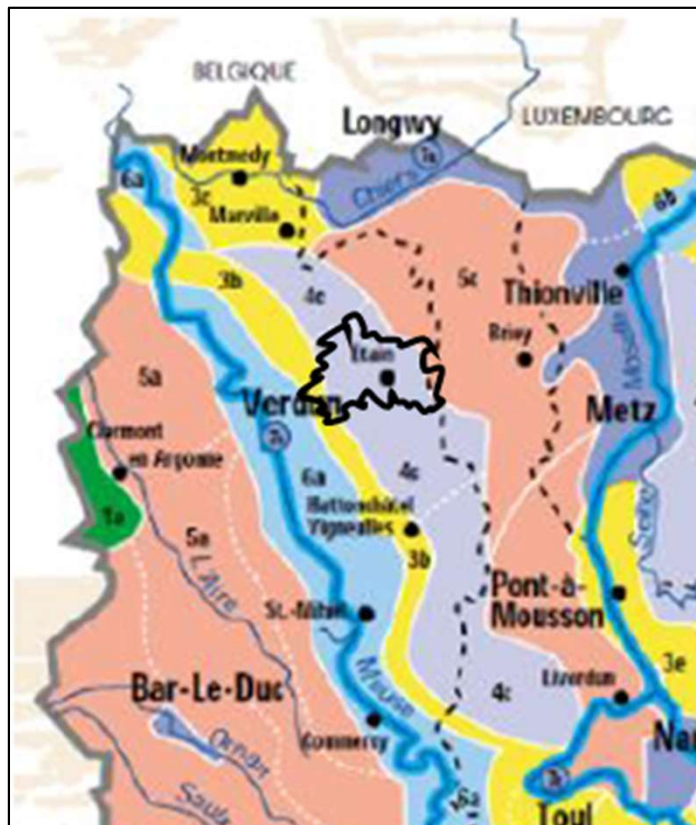 BELGIQUE
LUXEMBOURG
Longwy
7a
Montmedy
Chiers
6a
3c
Marville
6b
3b
4c
5c
Thionville
Etain
Briey
Moselle
5a
Verdun
Metz
Clermont
en Argonne
6a
4c
Hattonchâtel
Vigneulles
Seille
1a
5a
3b
L'Aire
St.-Mihiel
Pont-à-
Mousson
3e
Bar-Le-Duc
Meuse
4c
Liverdun
Commercy
Ornain
Nan
Toul